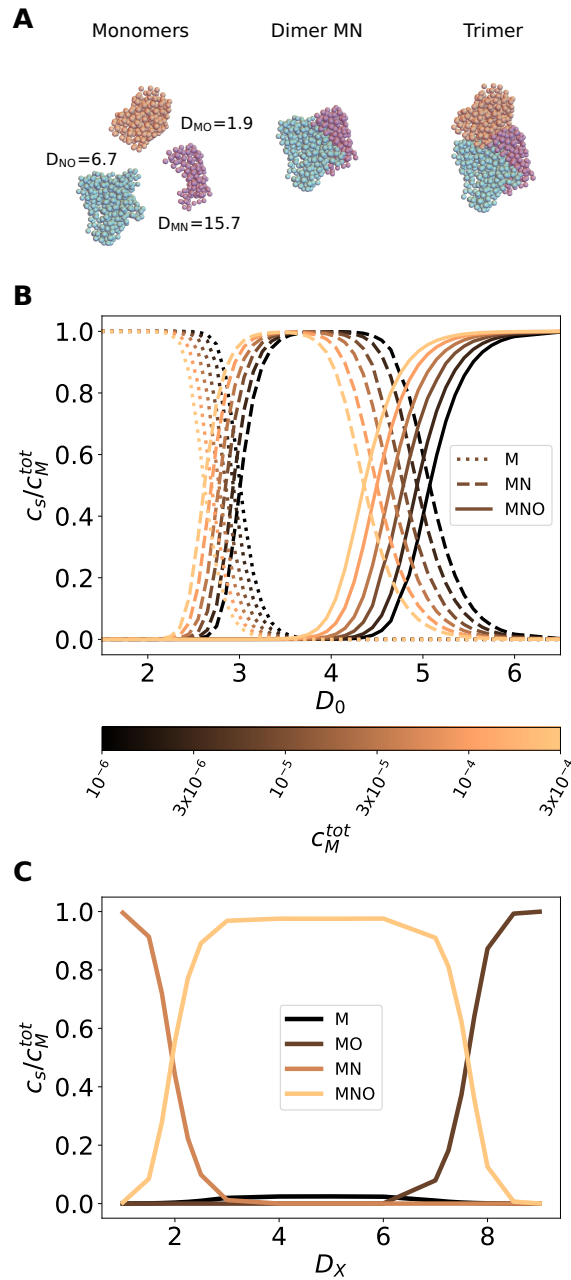 A
Monomers Dimer MN Trimer
D_MO=1.9
D_NO=6.7
D_MN=15.7
B
1.0
0.8
0.6
0.4
0.2
0.0
c_s/c_M^tot
M
MN
MNO
2 3 4 5 6
D_0
10^-6 3x10^-6 10^-5 3x10^-5 10^-4 3x10^-4
c_M^tot
C
1.0
0.8
0.6
0.4
0.2
0.0
c_s/c_M^tot
M
MO
MN
MNO
2 4 6 8
D_X